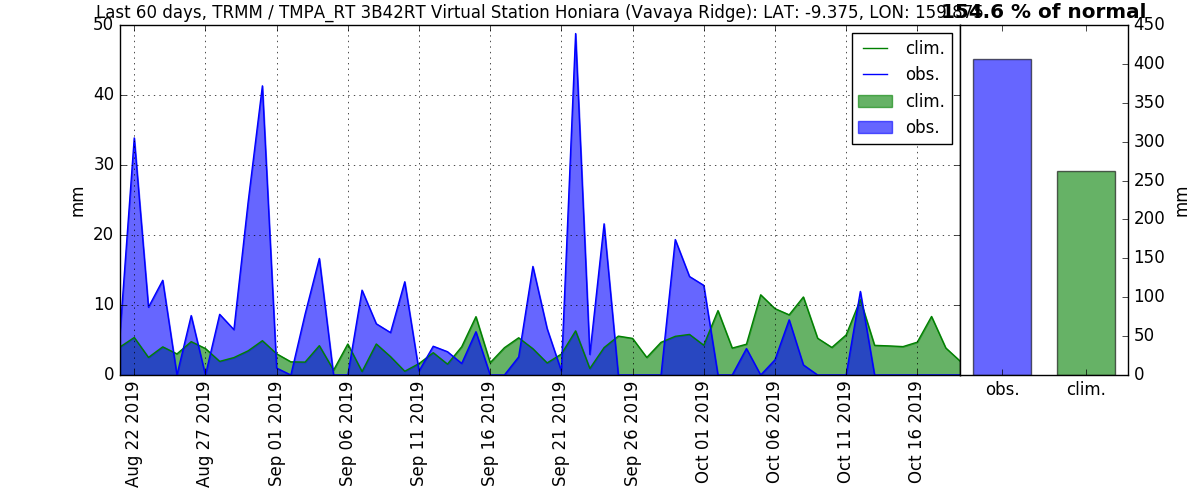 Last 60 days, TRMM / TMPA_RT 3B42RT Virtual Station Honiara (Vavaya Ridge): LAT: -9.375, LON:
154.6 % of normal
50
40
30
20
10
0
mm
clim.
obs.
clim.
obs.
450
400
350
300
250
200
150
100
50
0
mm
obs.
clim.
Aug 22 2019
Aug 27 2019
Sep 01 2019
Sep 06 2019
Sep 11 2019
Sep 16 2019
Sep 21 2019
Sep 26 2019
Oct 01 2019
Oct 06 2019
Oct 11 2019
Oct 16 2019